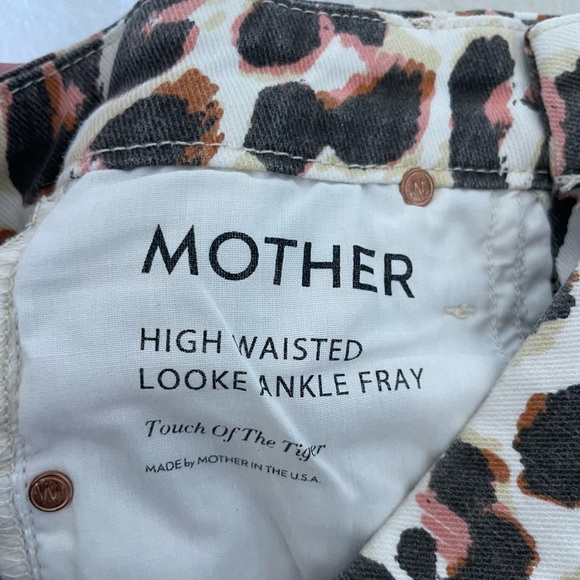 MOTHER
HIGH WAISTED
LOOKE ANKLE FRAY
Touch Of The Tiger
MADE by MOTHER IN THE U.S.A.
M